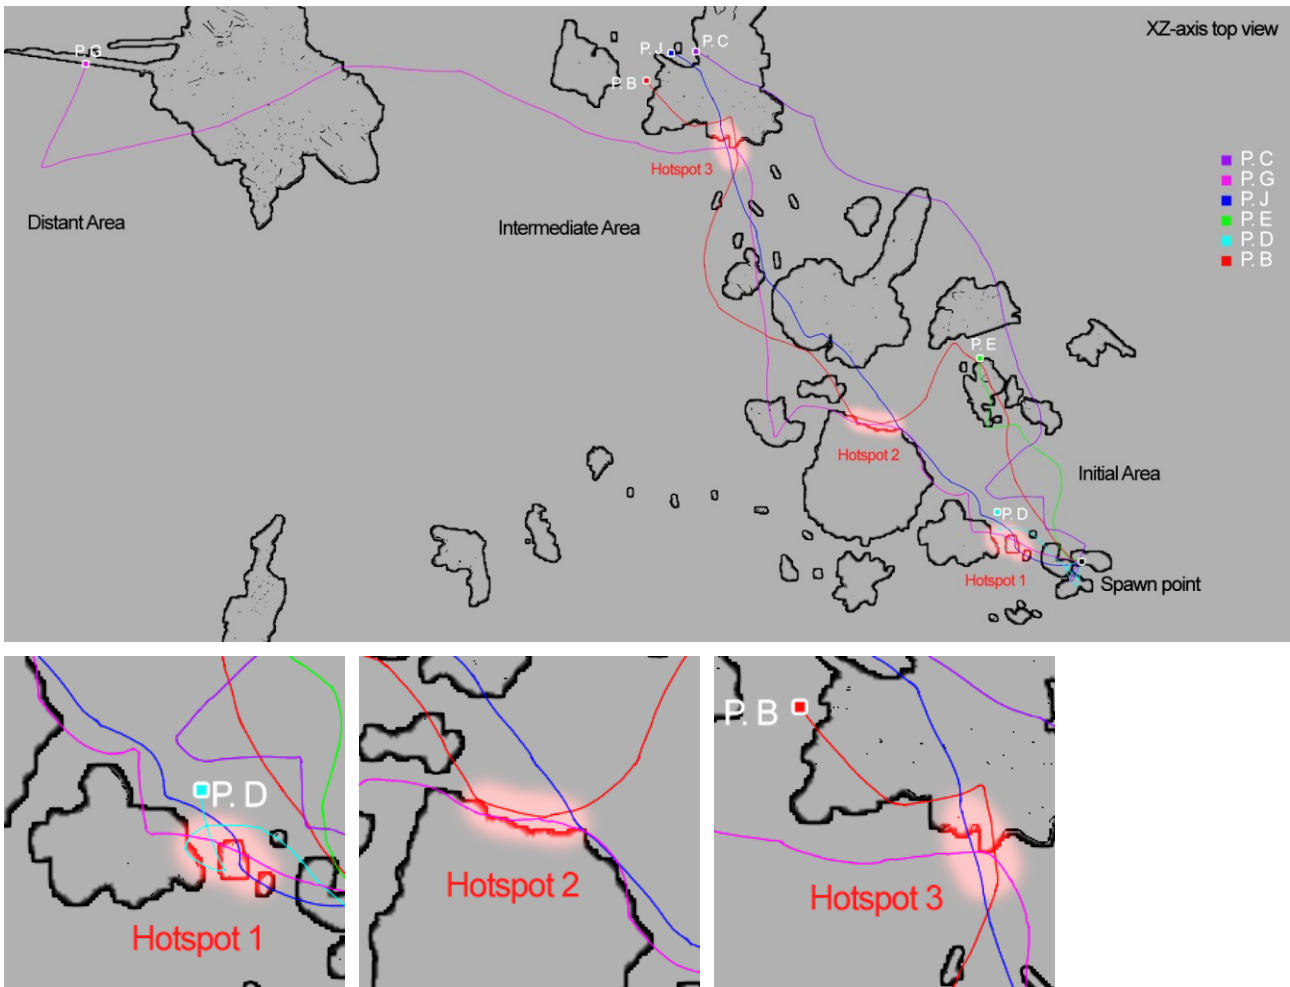 XZ-axis top view
P. G
P. J
P. C
P. B
Hotspot 3
P. C
P. G
P. J
P. E
P. D
P. B
Distant Area
Intermediate Area
P. E
Hotspot 2
Initial Area
P. D
Hotspot 1
Spawn point
P. D
Hotspot 1
Hotspot 2
P. B
Hotspot 3